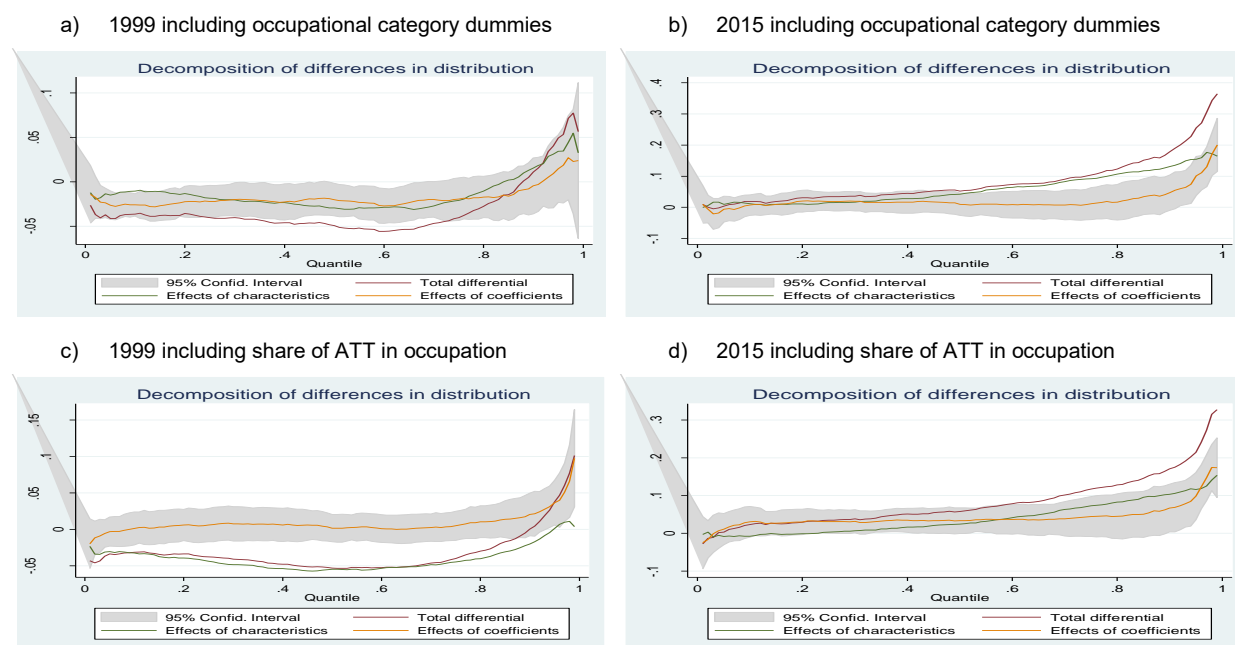 a) 1999 including occupational category dummies
Decomposition of differences in distribution
.1
.05
0
-.05
0 .2 .4 .6 .8 1
Quantile
95% Confid. Interval Total differential
Effects of characteristics Effects of coefficients
b) 2015 including occupational category dummies
Decomposition of differences in distribution
.4
.3
.2
.1
0
-.1
0 .2 .4 .6 .8 1
Quantile
95% Confid. Interval Total differential
Effects of characteristics Effects of coefficients
c) 1999 including share of ATT in occupation
Decomposition of differences in distribution
.15
.1
.05
0
-.05
0 .2 .4 .6 .8 1
Quantile
95% Confid. Interval Total differential
Effects of characteristics Effects of coefficients
d) 2015 including share of ATT in occupation
Decomposition of differences in distribution
.3
.2
.1
0
-.1
0 .2 .4 .6 .8 1
Quantile
95% Confid. Interval Total differential
Effects of characteristics Effects of coefficients